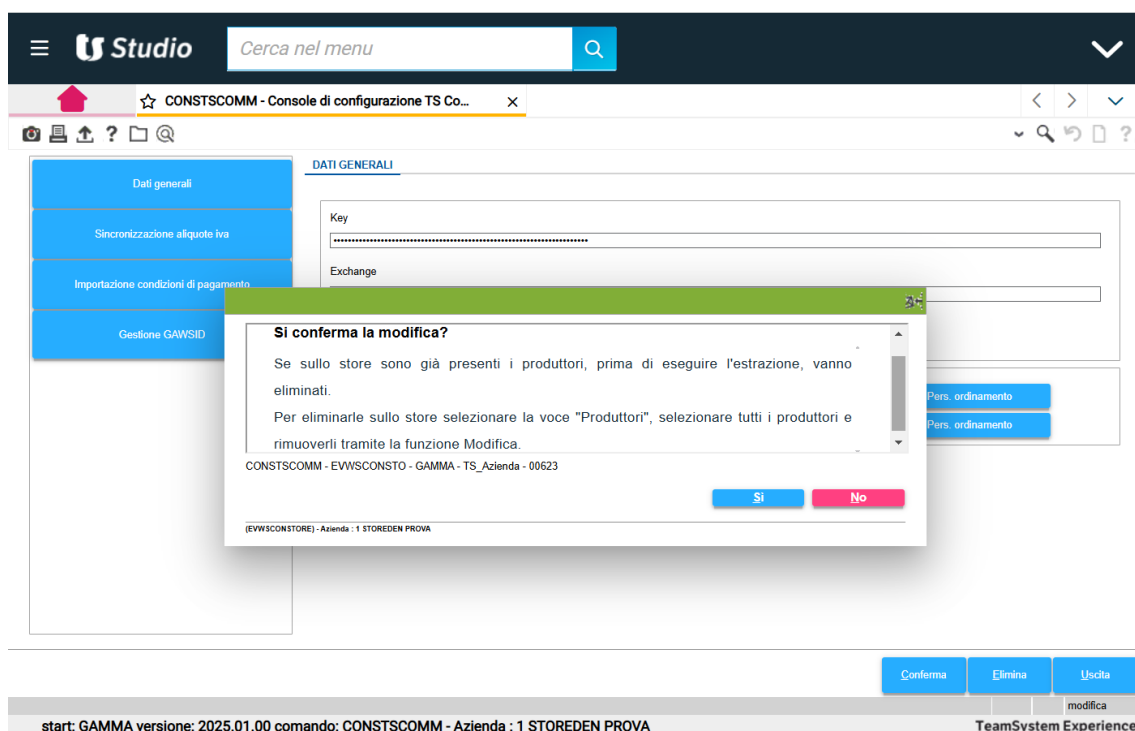 ts Studio
Cerca nel menu
CONSTSCOMM - Console di configurazione TS Co...
DATI GENERALI
Dati generali
Sincronizzazione aliquote iva
Importazione condizioni di pagamento
Gestione GAWSID
Key
Exchange
Si conferma la modifica?
Se sullo store sono già presenti i produttori, prima di eseguire l'estrazione, vanno
eliminati.
Per eliminarle sullo store selezionare la voce "Produttori", selezionare tutti i produttori e
rimuoverli tramite la funzione Modifica.
CONSTSCOMM - EVWSCONSTO - GAMMA - TS_Azienda - 00623
Sì
No
(EVWSCONSTORE) - Azienda : 1 STOREDEN PROVA
Pers. ordinamento
Pers. ordinamento
Conferma
Elimina
Uscita
modifica
start: GAMMA versione: 2025.01.00 comando: CONSTSCOMM - Azienda : 1 STOREDEN PROVA
TeamSystem Experience